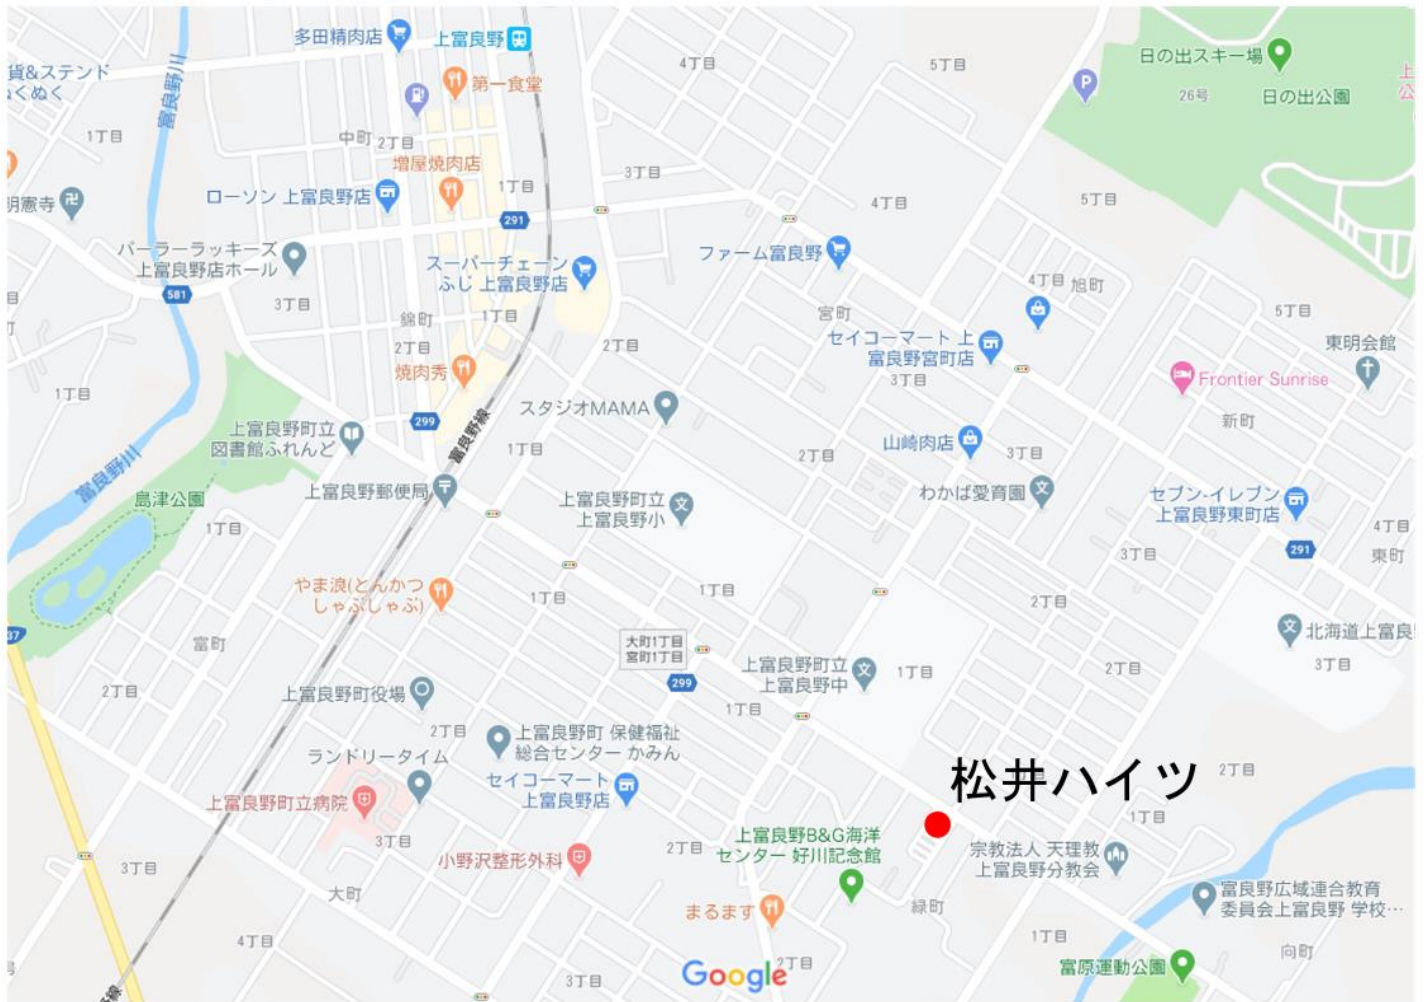 多田精肉店
上富良野
4丁目
5丁目
日の出スキー場
貨&ステンド
くぬく
第一食堂
26号
日の出公園
富良野川
1丁目
中町
2丁目
増屋焼肉店
1丁目
3丁目
明憲寺
ローソン 上富良野店
4丁目
5丁目
291
パーラーラッキーズ
上富良野店ホール
スーパーチェーン
ふじ 上富良野店
ファーム富良野
581
3丁目
錦町
1丁目
宮町
4丁目
旭町
5丁目
2丁目
2丁目
セイコーマート 上
富良野宮町店
東明会館
焼肉秀
3丁目
Frontier Sunrise
1丁目
299
スタジオMAMA
新町
上富良野町立
図書館ふれんど
富良野線
1丁目
2丁目
山崎肉店
3丁目
富良野川
島津公園
上富良野郵便局
上富良野町立
上富良野小
わかば愛育園
セブン-イレブン
上富良野東町店
1丁目
4丁目
291
東町
3丁目
やま浪(とんかつ
しゃぶしゃぶ)
1丁目
1丁目
2丁目
37
富町
大町1丁目
宮町1丁目
北海道上富良
2丁目
上富良野町役場
299
上富良野町立
上富良野中
1丁目
2丁目
3丁目
1丁目
2丁目
上富良野町 保健福祉
総合センター かみん
ランドリータイム
松井ハイツ
2丁目
セイコーマート
上富良野店
上富良野町立病院
1丁目
3丁目
上富良野B&G海洋
センター 好川記念館
宗教法人 天理教
上富良野分教会
小野沢整形外科
2丁目
3丁目
大町
富良野広域連合教育
委員会上富良野 学校…
まるます
緑町
4丁目
1丁目
向町
Google
2丁目
富原運動公園
3丁目